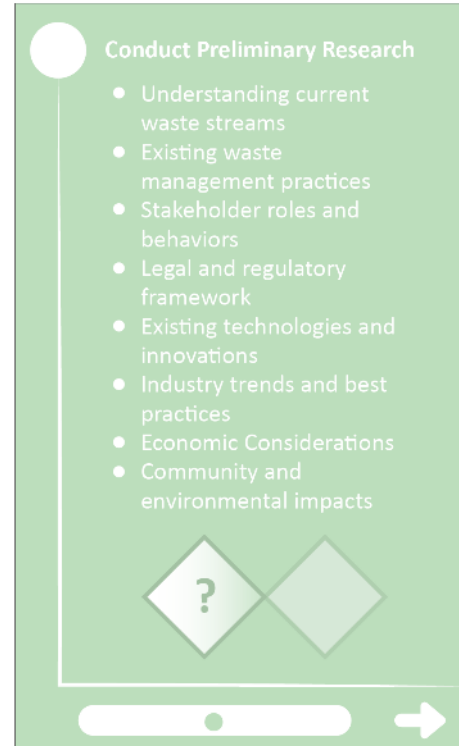 Conduct Preliminary Research
● Understanding current
waste streams
● Existing waste
management practices
● Stakeholder roles and
behaviors
● Legal and regulatory
framework
● Existing technologies and
innovations
● Industry trends and best
practices
● Economic Considerations
● Community and
environmental impacts
?